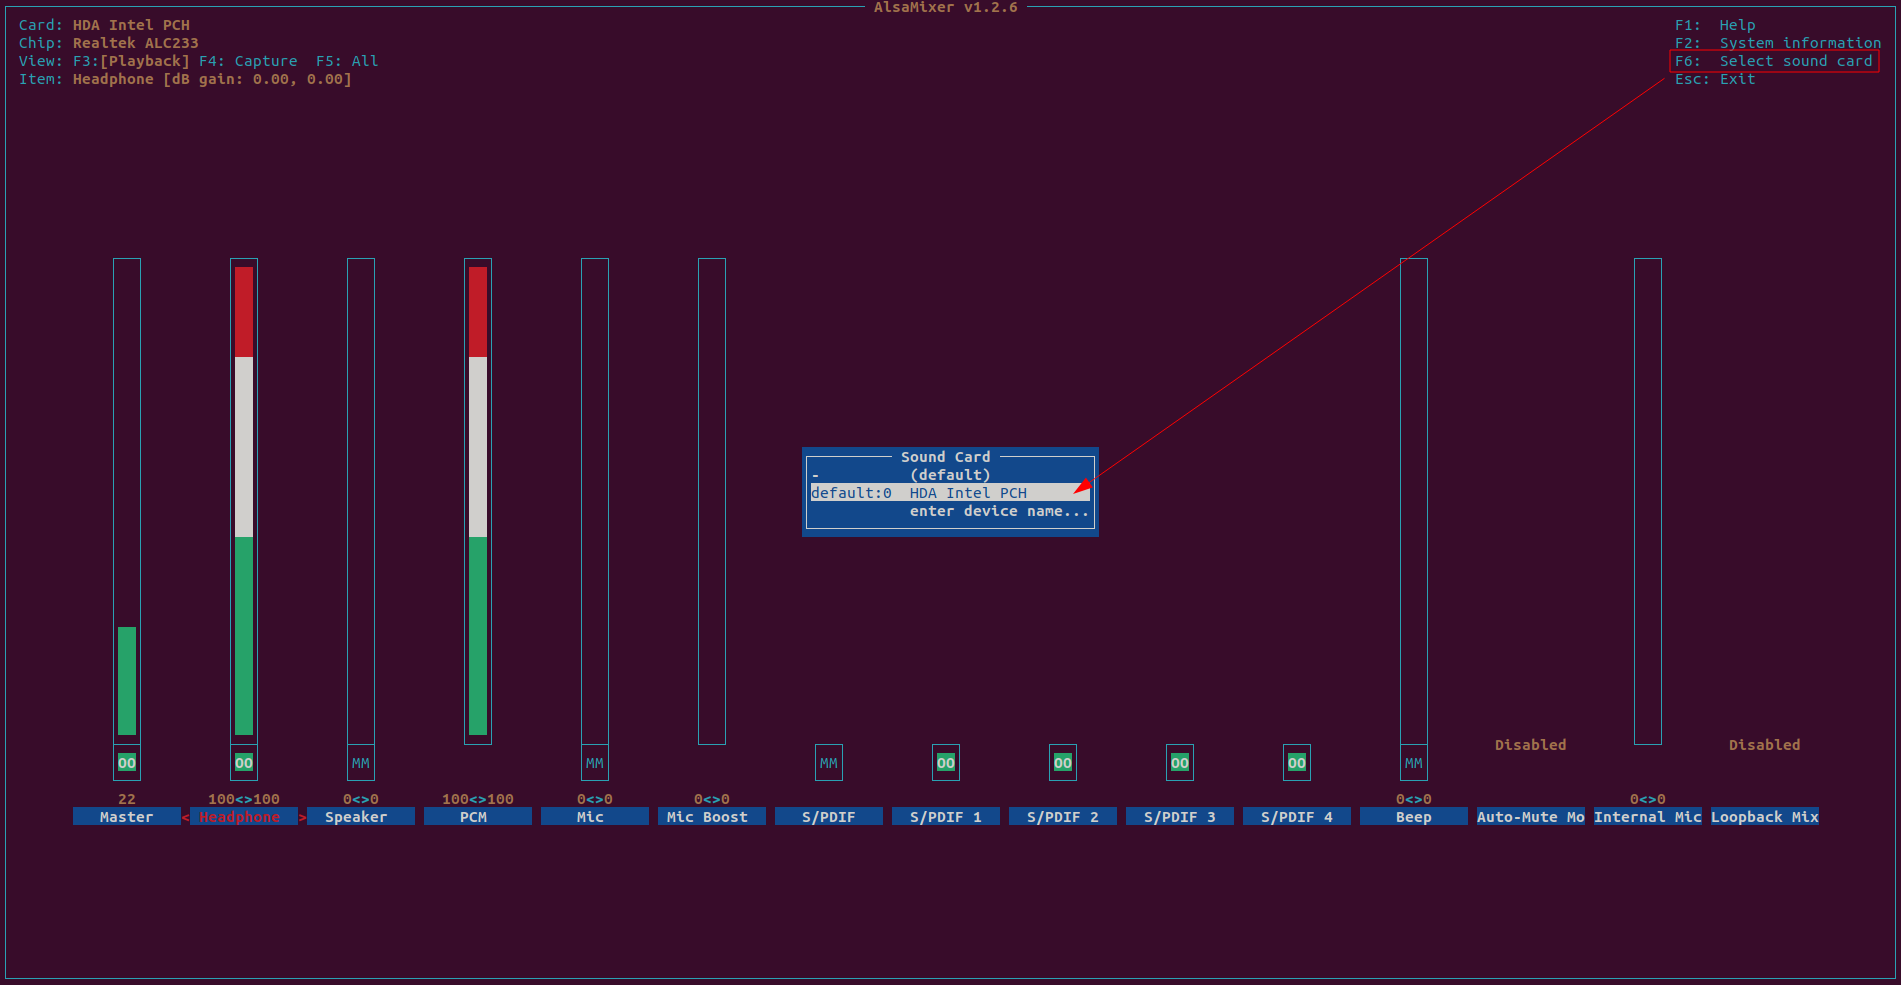 AlsaMixer v1.2.6
Card: HDA Intel PCH
F1: Help
Chip: Realtek ALC233
F2: System information
View: F3:[Playback] F4: Capture F5: All
F6: Select sound card
Item: Headphone [dB gain: 0.00, 0.00]
Esc: Exit
Sound Card
- (default)
default:0 HDA Intel PCH
enter device name...
Disabled Disabled
OO OO MM MM MM OO OO OO OO MM
22 100<>100 0<>0 100<>100 0<>0 0<>0 0<>0 0<>0
Master < Headphone > Speaker PCM Mic Mic Boost S/PDIF S/PDIF 1 S/PDIF 2 S/PDIF 3 S/PDIF 4 Beep Auto-Mute Mo Internal Mic Loopback Mix